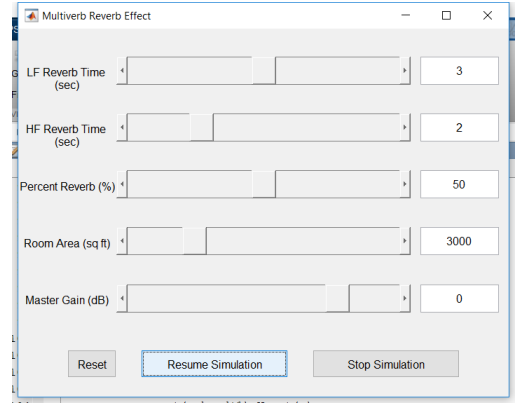 Multiverb Reverb Effect
LF Reverb Time
(sec)
3
HF Reverb Time
(sec)
2
Percent Reverb (%)
50
Room Area (sq ft)
3000
Master Gain (dB)
0
Reset
Resume Simulation
Stop Simulation